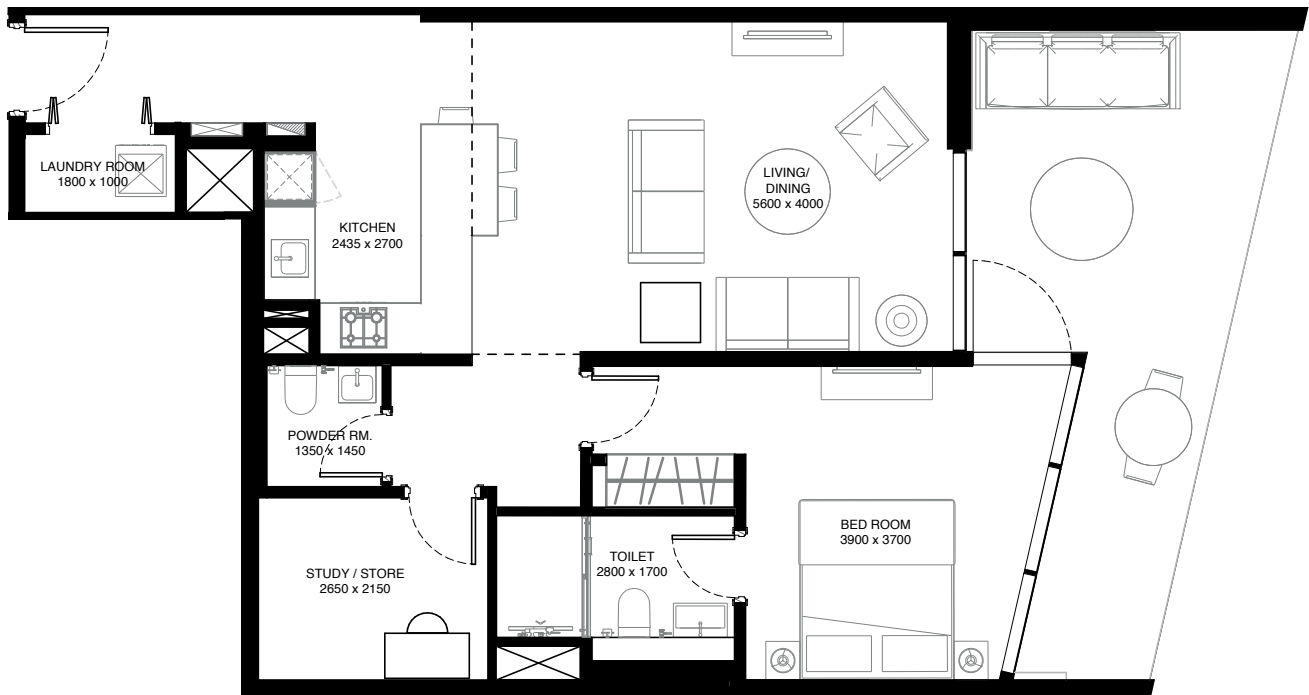 LAUNDRY ROOM
1800 x 1000
KITCHEN
2435 x 2700
LIVING/
DINING
5600 x 4000
POWDER RM.
1350 x 1450
STUDY / STORE
2650 x 2150
TOILET
2800 x 1700
BED ROOM
3900 x 3700